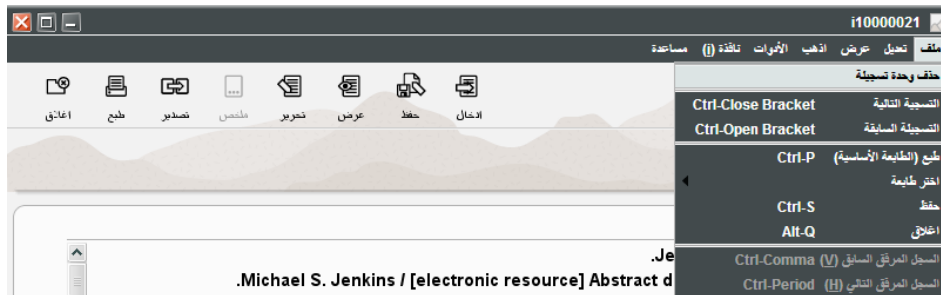 i10000021
ملف تعديل عرض اذهب الأدوات نافذة (i) مساعدة
حذف وحدة تسجيلة
التسجية التالية Ctrl-Close Bracket
التسجيلة السابقة Ctrl-Open Bracket
طبع (الطابعة الأساسية) Ctrl-P
اختر طابعة
حفظ Ctrl-S
اغلاق Alt-Q
السجل المرفق السابق (V) Ctrl-Comma
السجل المرفق التالي (H) Ctrl-Period
ادخال حفظ عرض تحرير ملخص تصدير طبع اغلاق
.Je
.Michael S. Jenkins / [electronic resource] Abstract d